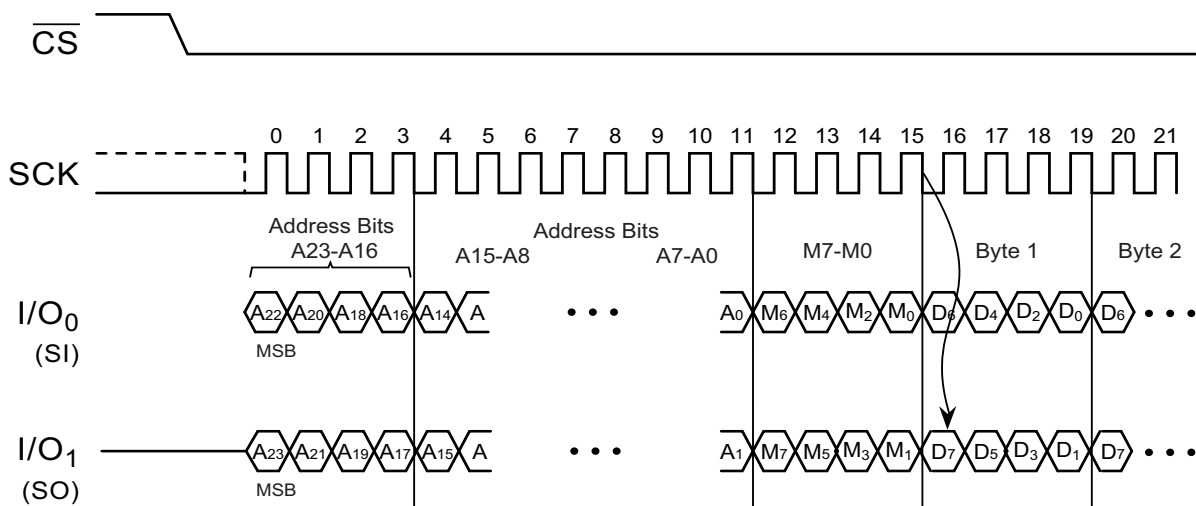 CS
0 1 2 3 4 5 6 7 8 9 10 11 12 13 14 15 16 17 18 19 20 21
SCK
Address Bits
A23-A16
Address Bits
A15-A8
A7-A0
M7-M0
Byte 1
Byte 2
I/O0
(SI)
A22 A20 A18 A16 A14 A • • • A0 M6 M4 M2 M0 D6 D4 D2 D0 D6 • • •
MSB
I/O1
(SO)
A23 A21 A19 A17 A15 A • • • A1 M7 M5 M3 M1 D7 D5 D3 D1 D7 • • •
MSB